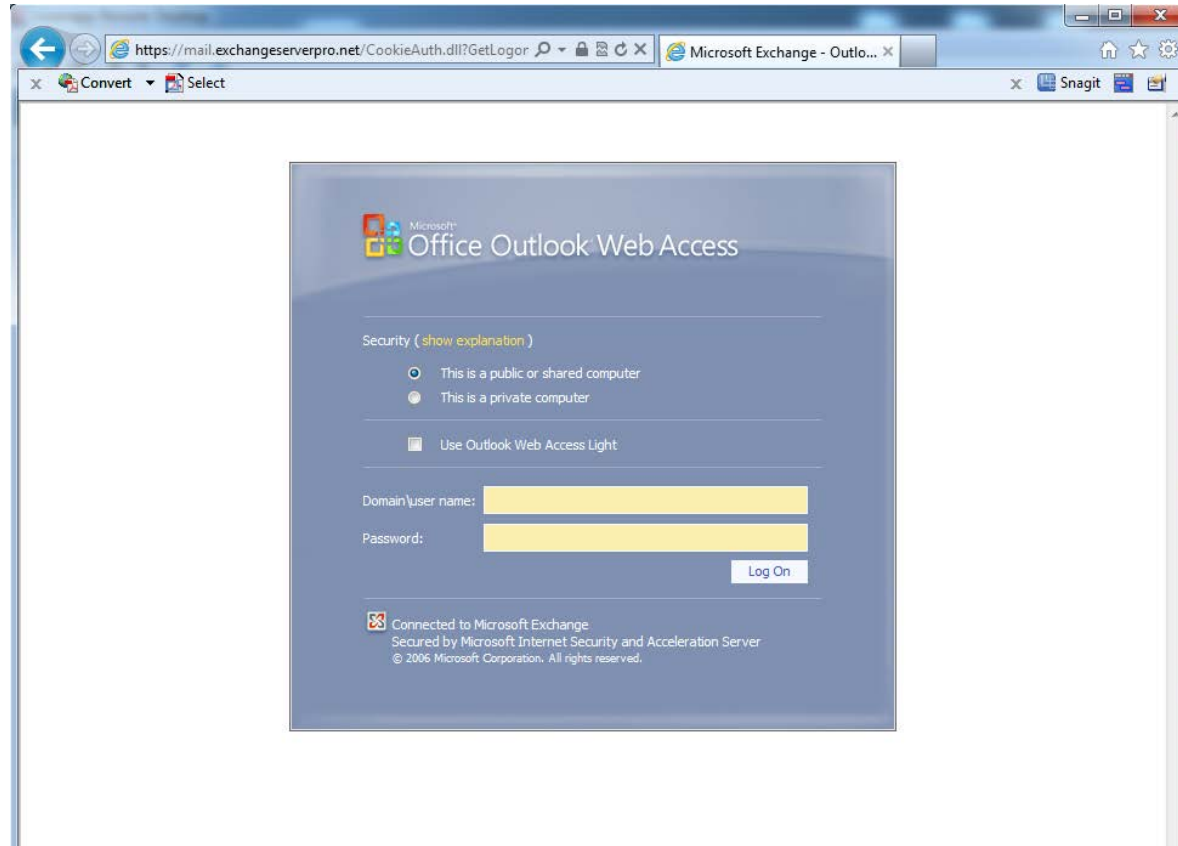 https://mail.exchangeserverpro.net/CookieAuth.dll?GetLogor
Microsoft Exchange - Outlo...
x Convert Select
x Snagit
Microsoft
Office Outlook Web Access
Security ( show explanation )
This is a public or shared computer
This is a private computer
Use Outlook Web Access Light
Domain\user name:
Password:
Log On
Connected to Microsoft Exchange
Secured by Microsoft Internet Security and Acceleration Server
© 2006 Microsoft Corporation. All rights reserved.